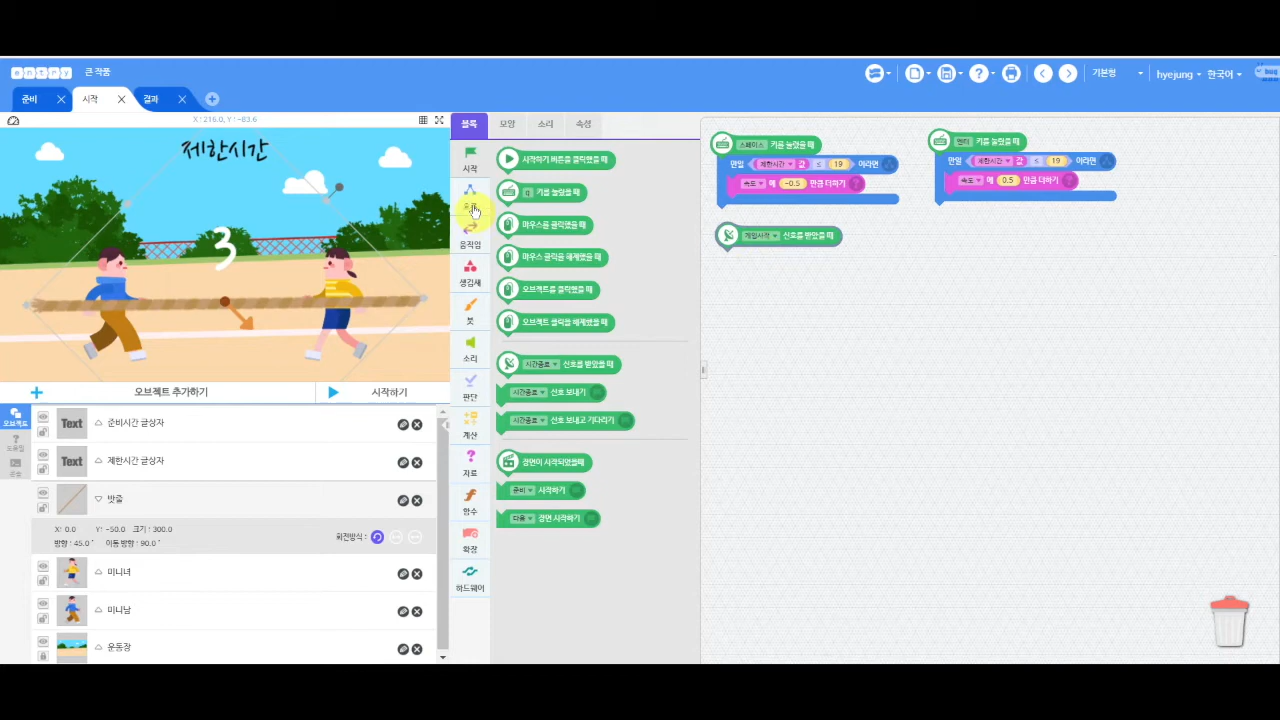 entry 큰 작품
기본형 hyejung 한국어
준비 시작 결과
X : 216.0, Y : -83.6
제한시간
3
오브젝트 추가하기 시작하기
오브젝트
도움말
Text 준비시간 글상자
Text 제한시간 글상자
밧줄
X: 0.0 Y: -50.0 크기 : 300.0
방향 : 45.0˚ 이동 방향 : 90.0˚ 회전방식 :
미니녀
미니남
운동장
블록 모양 소리 속성
시작
움직임
생김새
붓
소리
판단
계산
자료
함수
확장
하드웨어
시작하기 버튼을 클릭했을 때
q 키를 눌렀을 때
마우스를 클릭했을 때
마우스 클릭을 해제했을 때
오브젝트를 클릭했을 때
오브젝트 클릭을 해제했을 때
시간종료 신호를 받았을 때
시간종료 신호 보내기
시간종료 신호 보내고 기다리기
장면이 시작되었을때
준비 시작하기
다음 장면 시작하기
스페이스 키를 눌렀을 때
만일 제한시간 값 ≤ 19 이라면
속도 에 -0.5 만큼 더하기
엔터 키를 눌렀을 때
만일 제한시간 값 ≤ 19 이라면
속도 에 0.5 만큼 더하기
게임시작 신호를 받았을 때